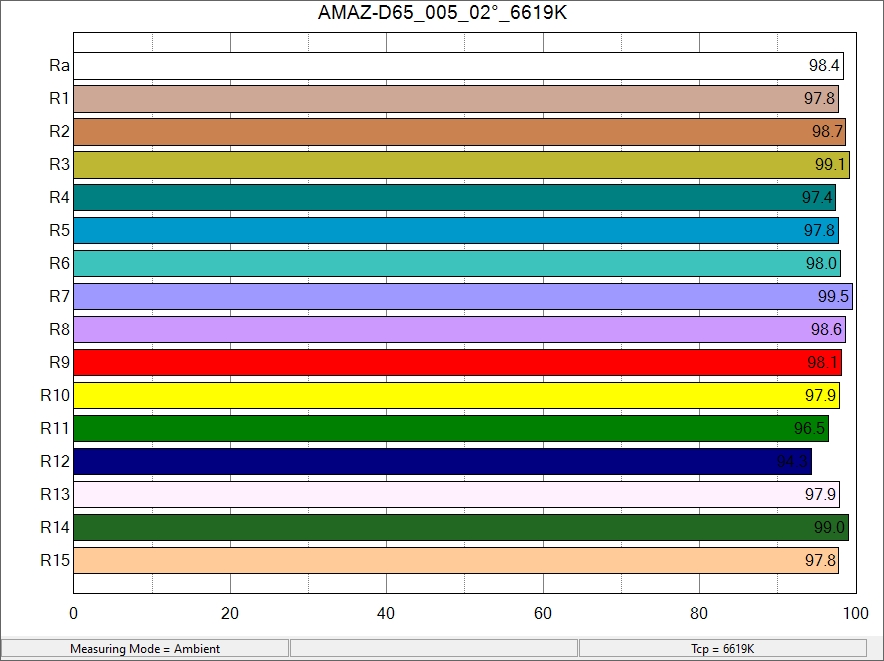 AMAZ-D65_005_02°_6619K
Ra 98.4
R1 97.8
R2 98.7
R3 99.1
R4 97.4
R5 97.8
R6 98.0
R7 99.5
R8 98.6
R9 98.1
R10 97.9
R11 96.5
R12 94.3
R13 97.9
R14 99.0
R15 97.8
0 20 40 60 80 100
Measuring Mode = Ambient Tcp = 6619K